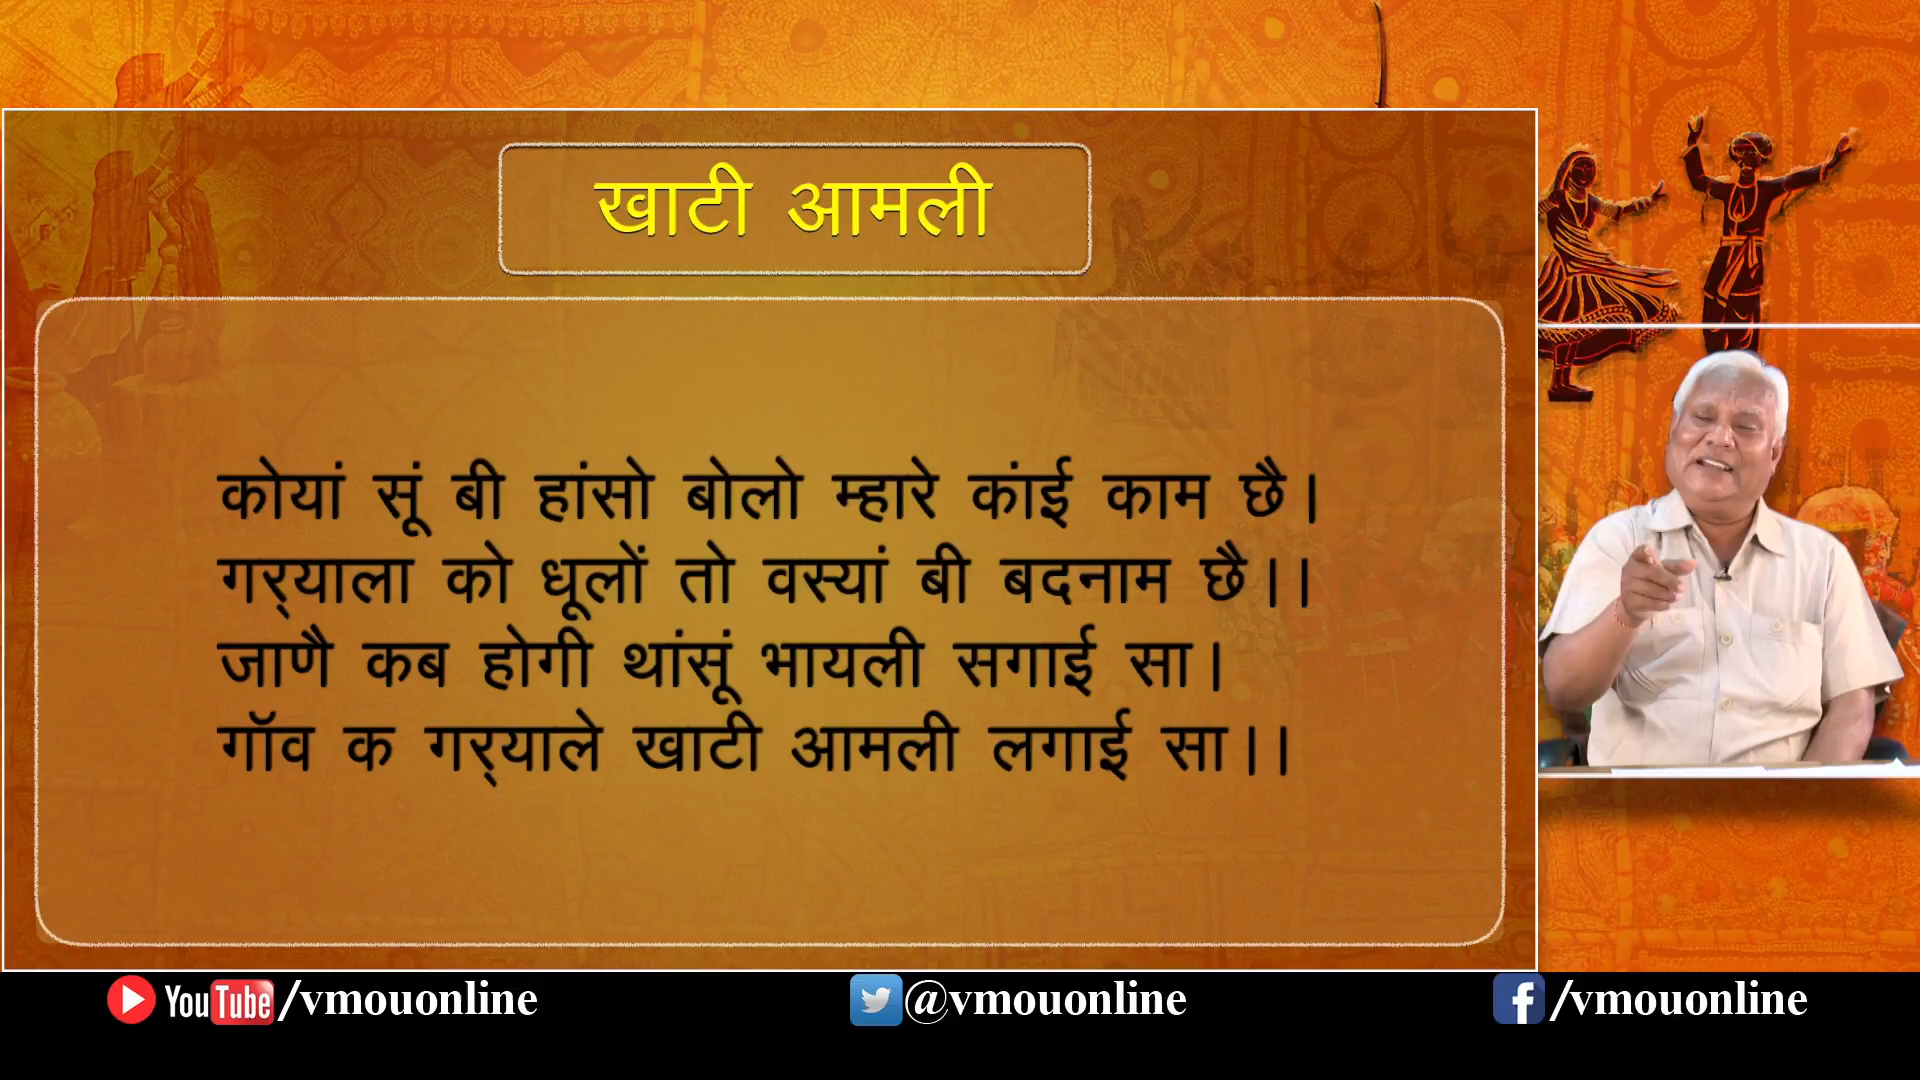 खाटी आमली
कोयां सूं बी हांसो बोलो म्हारे कांई काम छै।
गर्‌याला को धूलों तो वस्यां बी बदनाम छै।।
जाणै कब होगी थांसूं भायली सगाई सा।
गॉव क गर्‌याले खाटी आमली लगाई सा।।
YouTube /vmouonline @vmouonline f /vmouonline